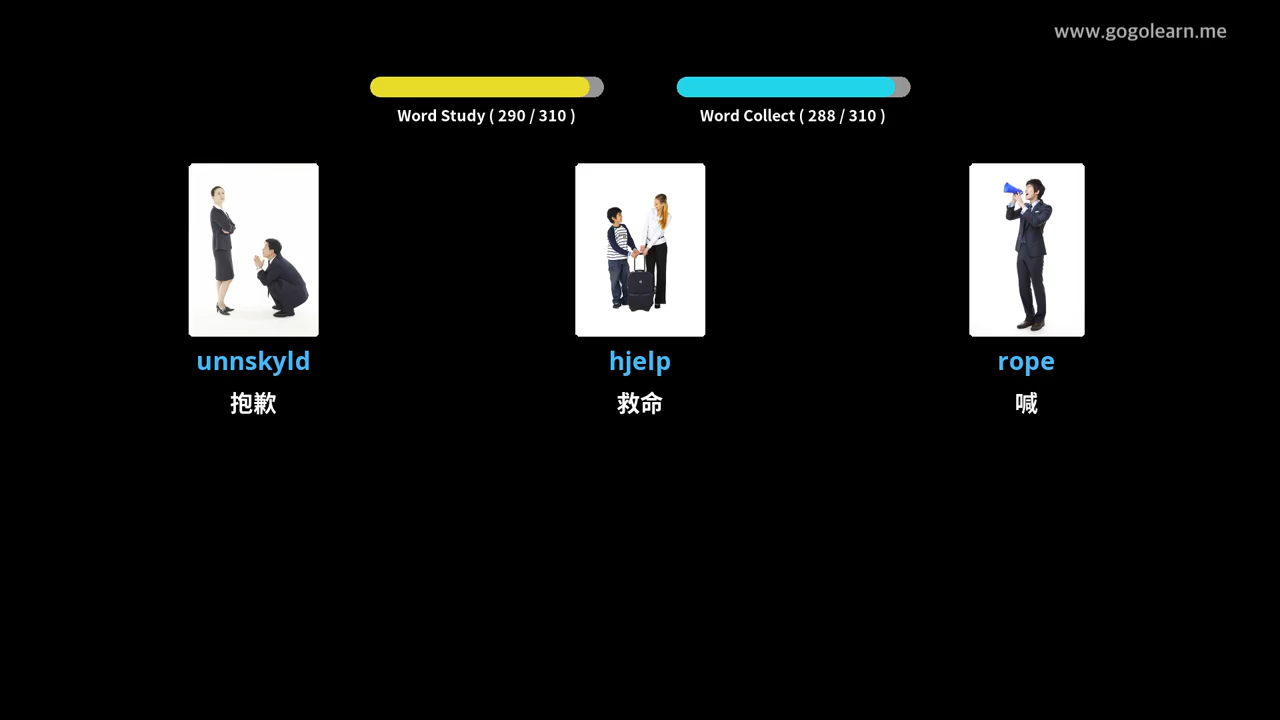 www.gogolearn.me
Word Study ( 290 / 310 )
Word Collect ( 288 / 310 )
unnskyld
hjelp
rope
抱歉
救命
喊